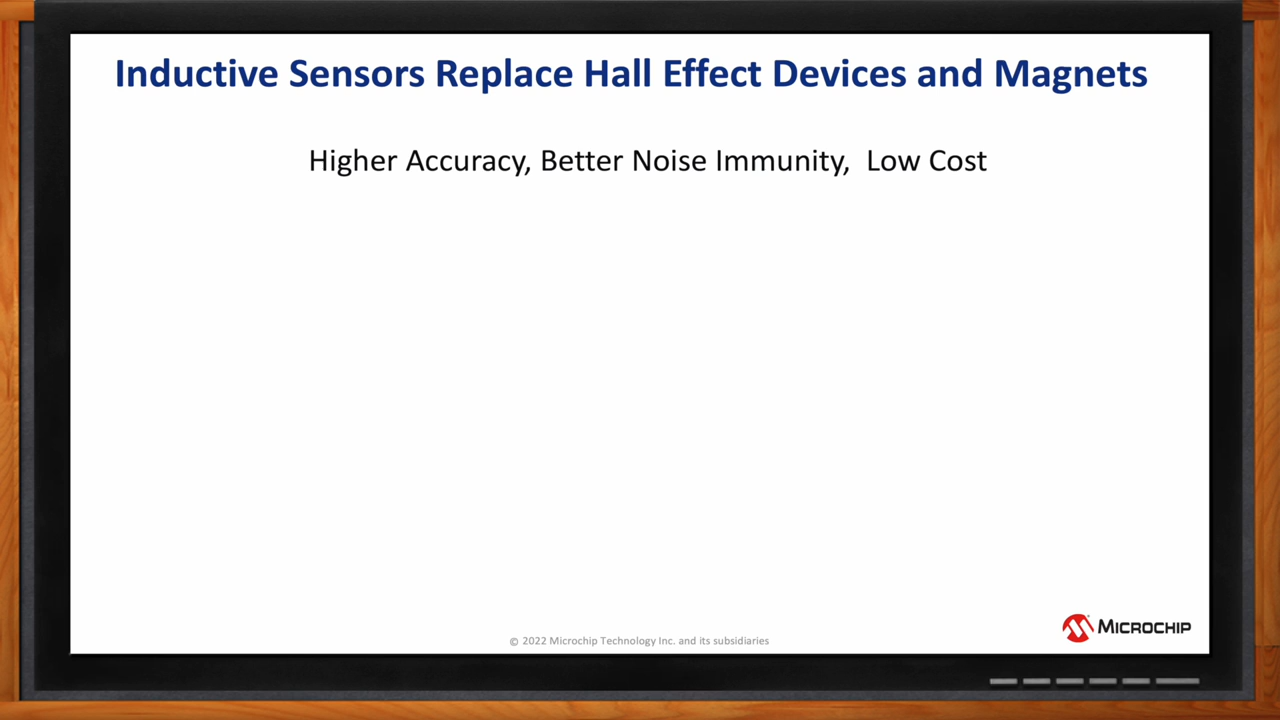 Inductive Sensors Replace Hall Effect Devices and Magnets
Higher Accuracy, Better Noise Immunity,  Low Cost
MICROCHIP
© 2022 Microchip Technology Inc. and its subsidiaries